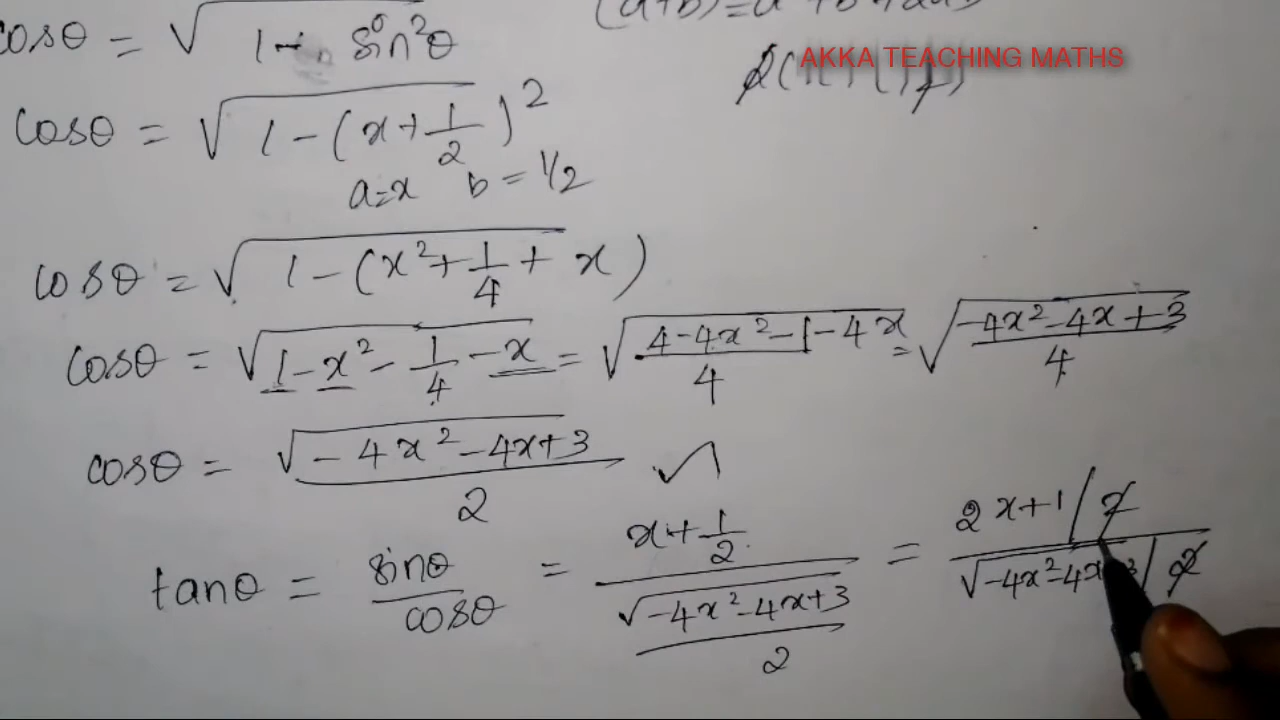 cosθ = √1 - sin²θ
AKKA TEACHING MATHS
cosθ = √1 - (x + 1/2)²
a = x b = 1/2
cosθ = √1 - (x² + 1/4 + x)
cosθ = √1 - x² - 1/4 - x = √(4 - 4x² - 1 - 4x)/4 = √(-4x² - 4x + 3)/4
cosθ = √-4x² - 4x + 3 / 2
tanθ = sinθ/cosθ = (x + 1/2) / (√-4x² - 4x + 3 / 2) = (2x + 1 / 2) / (√-4x² - 4x + 3 / 2)